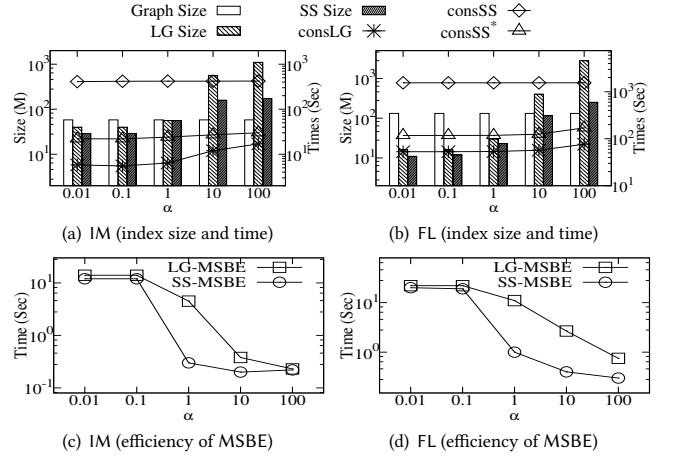 Graph Size SS Size consSS
LG Size consLG consSS*
Size (M) 10³ 10² 10¹ 0.01 0.1 1 10 100 10³ 10² 10¹ Times (Sec)
α
Size (M) 10³ 10² 10¹ 0.01 0.1 1 10 100 10³ 10² 10¹ Times (Sec)
α
(a) IM (index size and time) (b) FL (index size and time)
LG-MSBE
SS-MSBE
Time (Sec) 10¹ 10⁰ 10⁻¹ 0.01 0.1 1 10 100
α
LG-MSBE
SS-MSBE
Time (Sec) 10¹ 10⁰ 0.01 0.1 1 10 100
α
(c) IM (efficiency of MSBE) (d) FL (efficiency of MSBE)